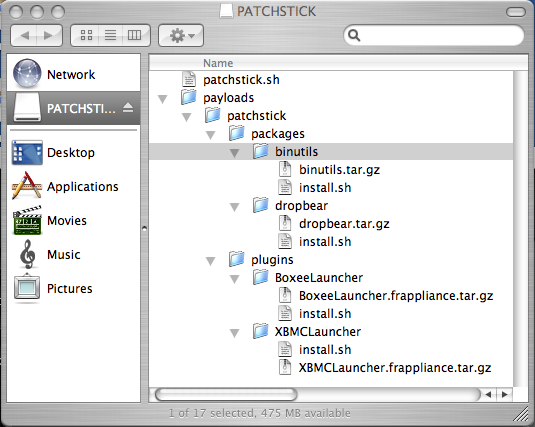 PATCHSTICK
Name
Network
PATCHSTI...
Desktop
Applications
Movies
Music
Pictures
patchstick.sh
payloads
patchstick
packages
binutils
binutils.tar.gz
install.sh
dropbear
dropbear.tar.gz
install.sh
plugins
BoxeeLauncher
BoxeeLauncher.frappliance.tar.gz
install.sh
XBMCLauncher
install.sh
XBMCLauncher.frappliance.tar.gz
1 of 17 selected, 475 MB available